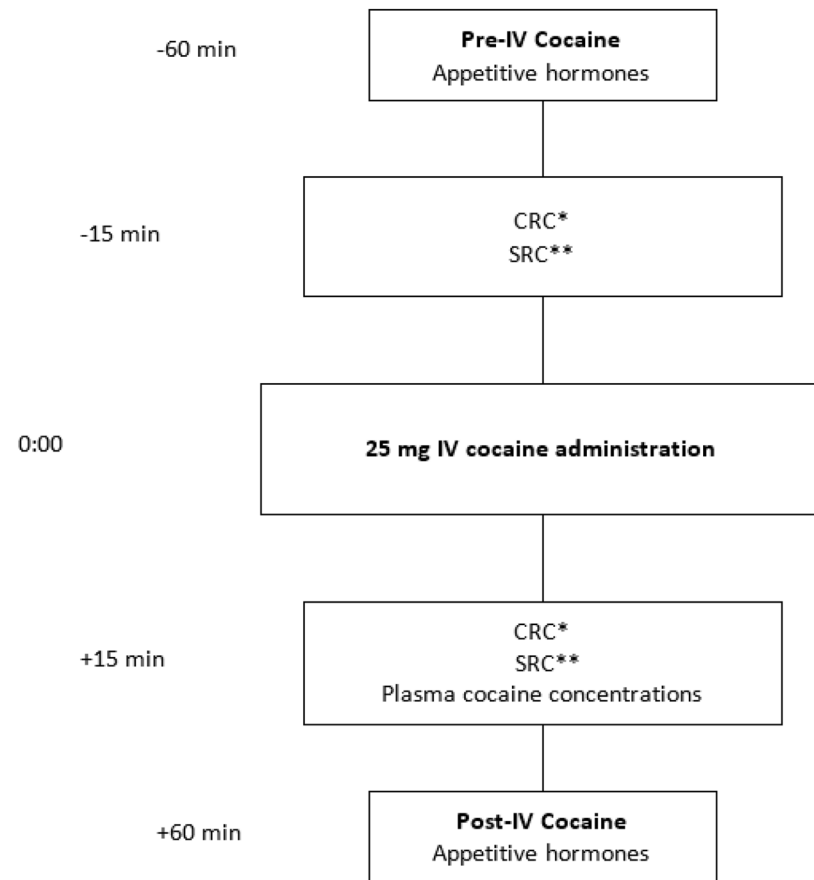 -60 min
Pre-IV Cocaine
Appetitive hormones
-15 min
CRC*
SRC**
0:00
25 mg IV cocaine administration
+15 min
CRC*
SRC**
Plasma cocaine concentrations
+60 min
Post-IV Cocaine
Appetitive hormones